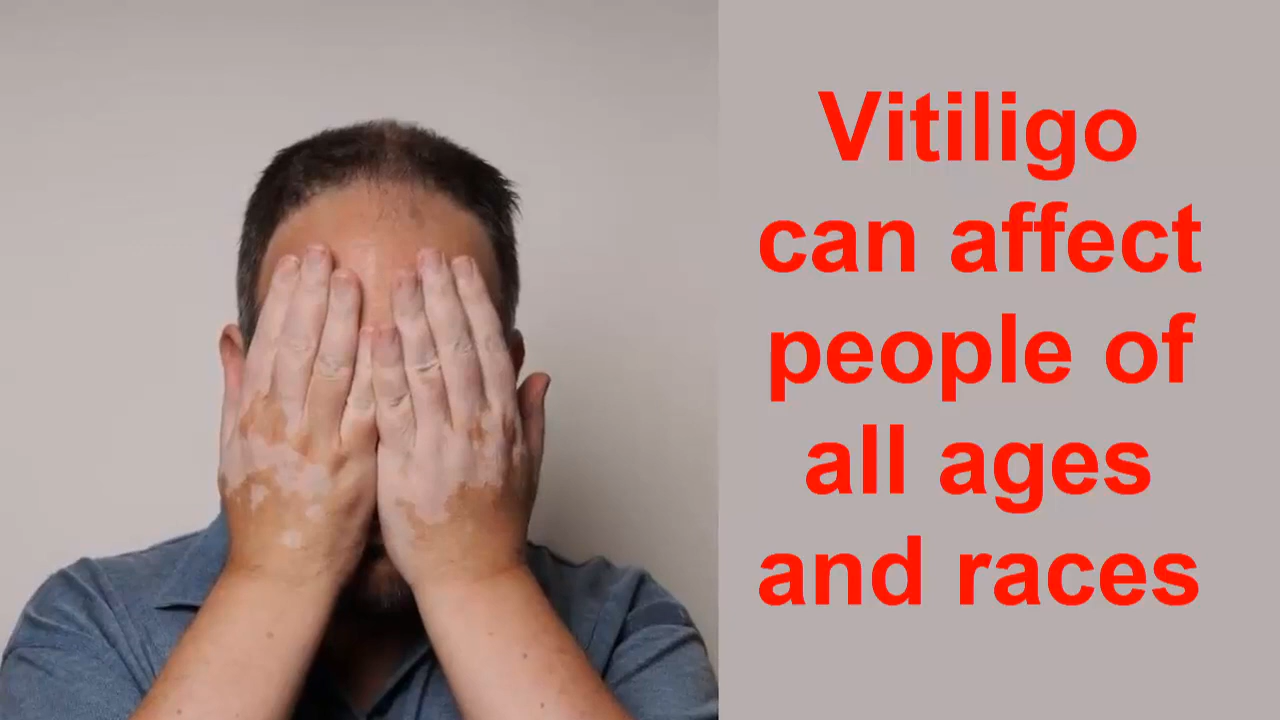 Vitiligo
can affect
people of
all ages
and races